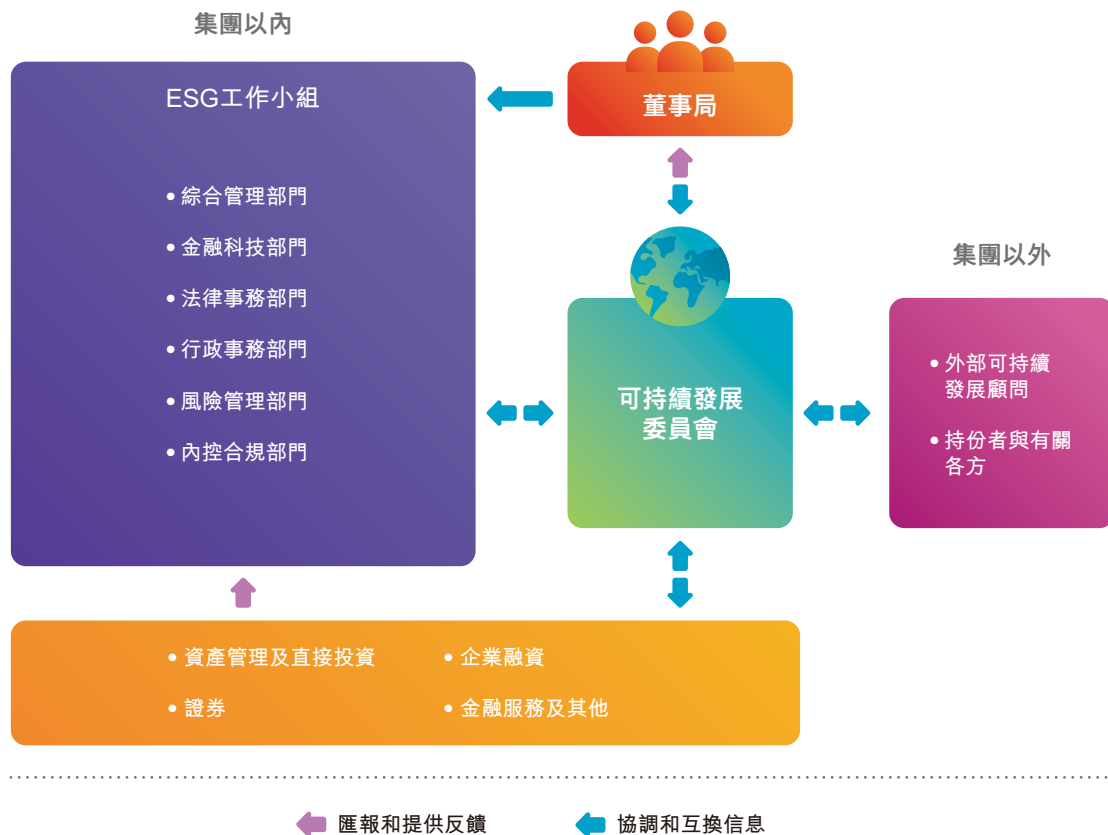 集團以內
ESG工作小組
• 綜合管理部門
• 金融科技部門
• 法律事務部門
• 行政事務部門
• 風險管理部門
• 內控合規部門
董事局
可持續發展
委員會
集團以外
• 外部可持續
發展顧問
• 持份者與有關
各方
• 資產管理及直接投資
• 企業融資
• 證券
• 金融服務及其他
匯報和提供反饋
協調和互換信息